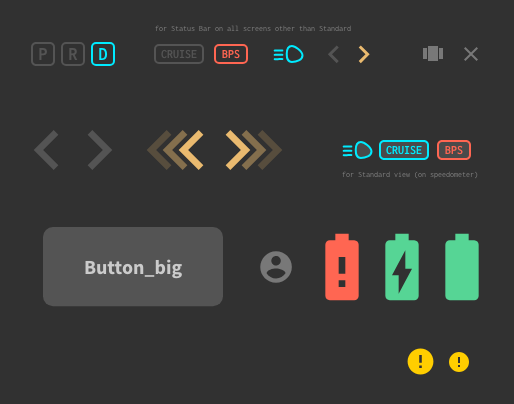 for Status Bar on all screens other than Standard
P R D CRUISE BPS
CRUISE BPS
for Standard view (on speedometer)
Button_big